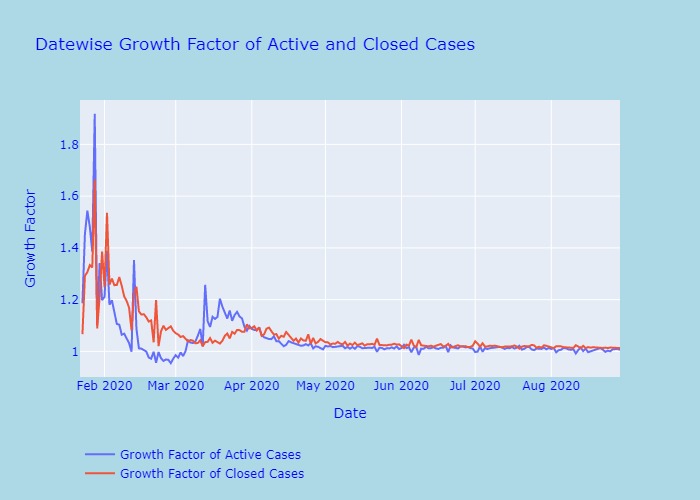 Datewise Growth Factor of Active and Closed Cases
Growth Factor
1.8
1.6
1.4
1.2
1
Feb 2020 Mar 2020 Apr 2020 May 2020 Jun 2020 Jul 2020 Aug 2020
Date
Growth Factor of Active Cases
Growth Factor of Closed Cases